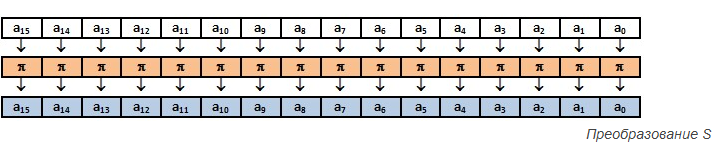 a₁₅ a₁₄ a₁₃ a₁₂ a₁₁ a₁₀ a₉ a₈ a₇ a₆ a₅ a₄ a₃ a₂ a₁ a₀
↓ ↓ ↓ ↓ ↓ ↓ ↓ ↓ ↓ ↓ ↓ ↓ ↓ ↓ ↓ ↓
π π π π π π π π π π π π π π π π
↓ ↓ ↓ ↓ ↓ ↓ ↓ ↓ ↓ ↓ ↓ ↓ ↓ ↓ ↓ ↓
a₁₅ a₁₄ a₁₃ a₁₂ a₁₁ a₁₀ a₉ a₈ a₇ a₆ a₅ a₄ a₃ a₂ a₁ a₀
Преобразование S